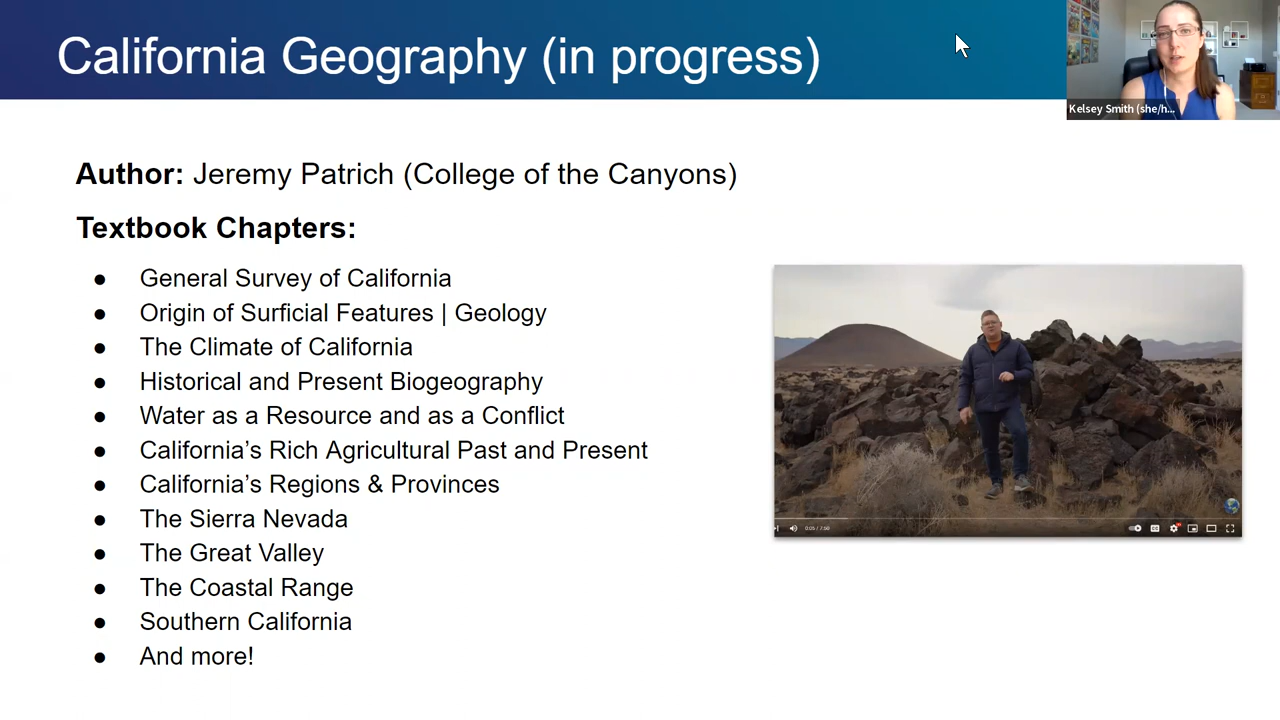 California Geography (in progress)
Kelsey Smith (she/h...
Author: Jeremy Patrich (College of the Canyons)
Textbook Chapters:
● General Survey of California
● Origin of Surficial Features | Geology
● The Climate of California
● Historical and Present Biogeography
● Water as a Resource and as a Conflict
● California’s Rich Agricultural Past and Present
● California’s Regions & Provinces
● The Sierra Nevada
● The Great Valley
● The Coastal Range
● Southern California
● And more!